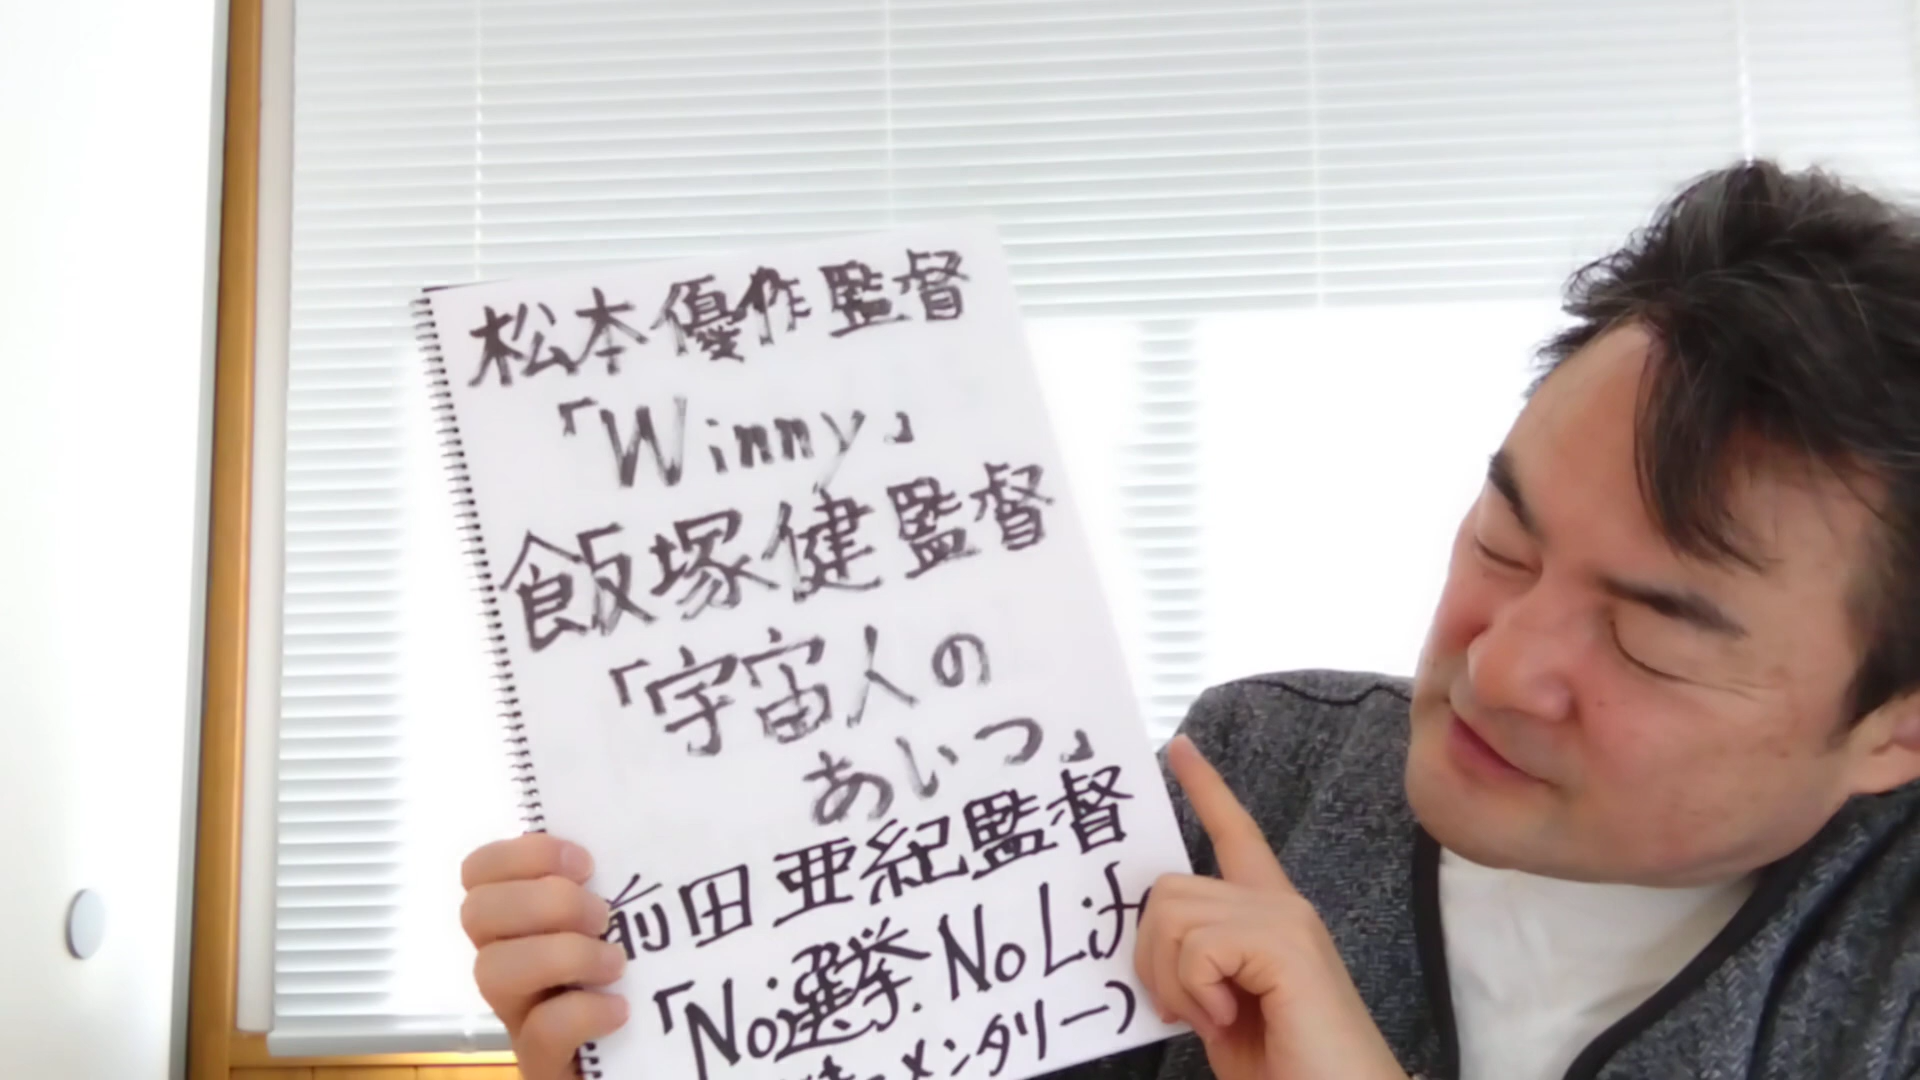 松本優作監督
「Winny」
飯塚健監督
「宇宙人の
あいつ」
前田亜紀監督
「No選挙、No Lif
メンタリー）